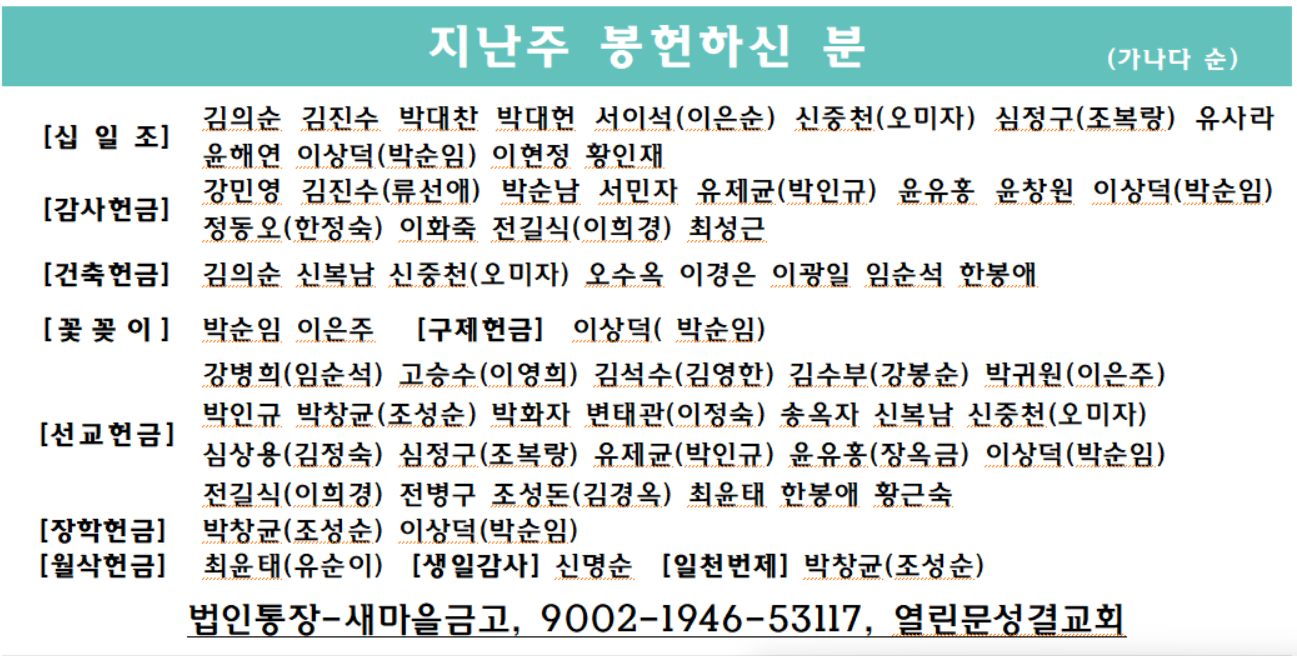 지난주 봉헌하신 분 (가나다 순)
[십 일 조] 김의순 김진수 박대찬 박대헌 서이석(이은순) 신중천(오미자) 심정구(조복랑) 유사라
윤해연 이상덕(박순임) 이현정 황인재
[감사헌금] 강민영 김진수(류선애) 박순남 서민자 유제균(박인규) 윤유홍 윤창원 이상덕(박순임)
정동오(한정숙) 이화죽 전길식(이희경) 최성근
[건축헌금] 김의순 신복남 신중천(오미자) 오수옥 이경은 이광일 임순석 한봉애
[꽃 꽂 이] 박순임 이은주 [구제헌금] 이상덕( 박순임)
강병희(임순석) 고승수(이영희) 김석수(김영한) 김수부(강봉순) 박귀원(이은주)
박인규 박창균(조성순) 박화자 변태관(이정숙) 송옥자 신복남 신중천(오미자)
[선교헌금]
심상용(김정숙) 심정구(조복랑) 유제균(박인규) 윤유홍(장옥금) 이상덕(박순임)
전길식(이희경) 전병구 조성돈(김경옥) 최윤태 한봉애 황근숙
[장학헌금] 박창균(조성순) 이상덕(박순임)
[월삭헌금] 최윤태(유순이) [생일감사] 신명순 [일천번제] 박창균(조성순)
법인통장-새마을금고, 9002-1946-53117, 열린문성결교회